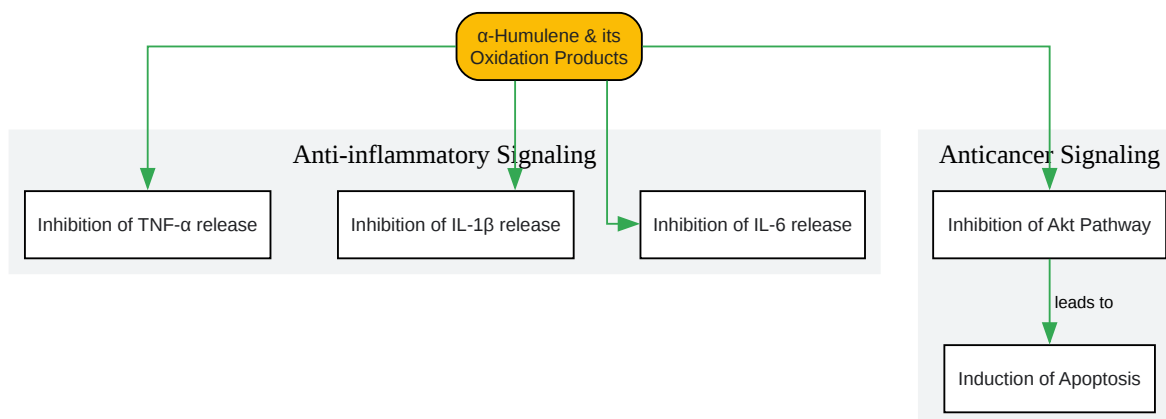 α-Humulene & its
Oxidation Products
Anti-inflammatory Signaling
Anticancer Signaling
Inhibition of TNF-α release
Inhibition of IL-1β release
Inhibition of IL-6 release
Inhibition of Akt Pathway
leads to
Induction of Apoptosis